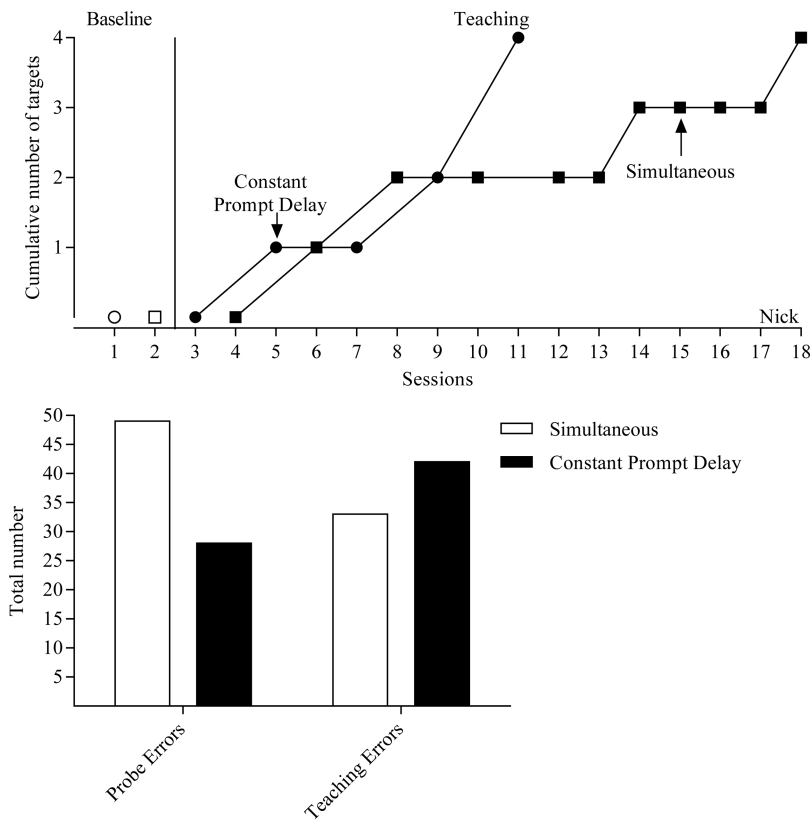 Baseline
Teaching
Cumulative number of targets
4
3
2
1
Constant
Prompt Delay
Simultaneous
Nick
1 2 3 4 5 6 7 8 9 10 11 12 13 14 15 16 17 18
Sessions
Total number
50
45
40
35
30
25
20
15
10
5
Simultaneous
Constant Prompt Delay
Probe Errors
Teaching Errors